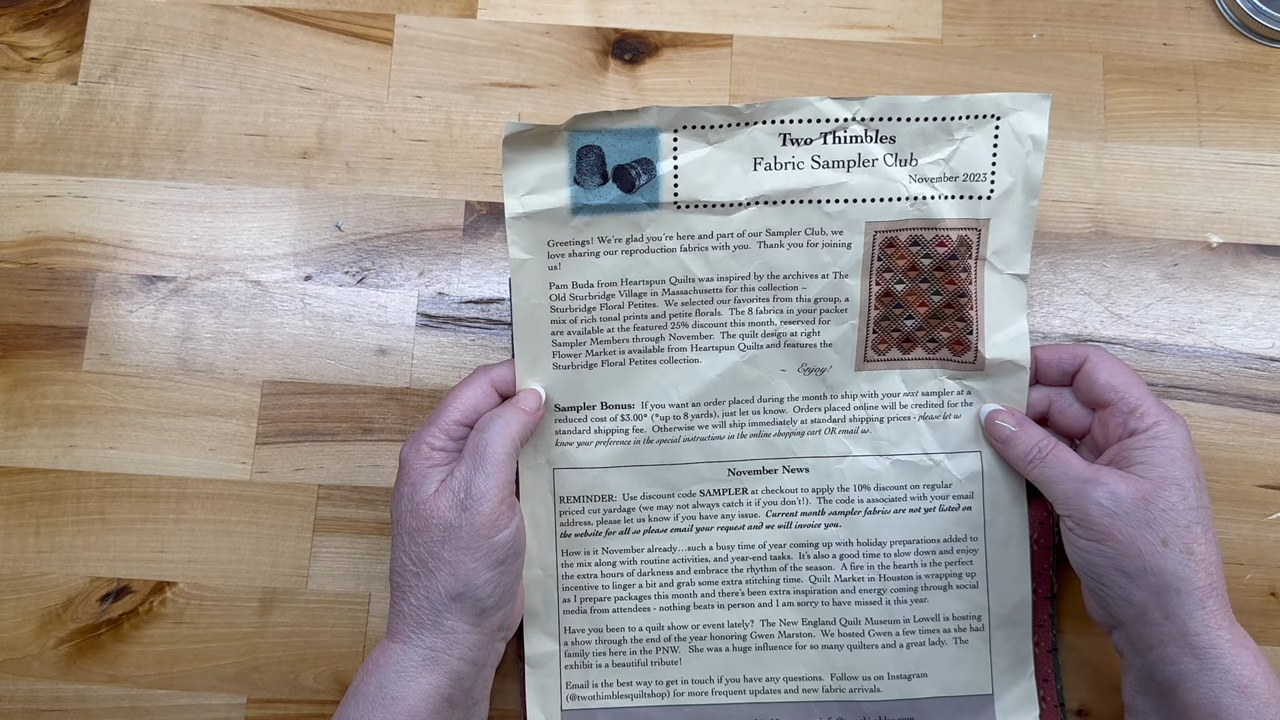 Two Thimbles
Fabric Sampler Club
November 2023
Greetings! We're glad you're here and part of our Sampler Club, we
love sharing our reproduction fabrics with you. Thank you for joining
us!
Pam Buda from Heartspun Quilts was inspired by the archives at The
Old Sturbridge Village in Massachusetts for this collection ~
Sturbridge Floral Petites. We selected our favorites from this group, a
mix of rich tonal prints and petite florals. The 8 fabrics in your packet
are available at the featured 25% discount this month, reserved for
Sampler Members through November. The quilt design at right
Flower Market is available from Heartspun Quilts and features the
Sturbridge Floral Petites collection.
~ Enjoy!
Sampler Bonus: If you want an order placed during the month to ship with your next sampler at a
reduced cost of $3.00* (*up to 8 yards), just let us know. Orders placed online will be credited for the
standard shipping fee. Otherwise we will ship immediately at standard shipping prices - please let us
know your preference in the special instructions in the online shopping cart OR email us.
November News
REMINDER: Use discount code SAMPLER at checkout to apply the 10% discount on regular
priced cut yardage (we may not always catch it if you don't!). The code is associated with your email
address, please let us know if you have any issue. Current month sampler fabrics are not yet listed on
the website for all so please email your request and we will invoice you.
How is it November already...such a busy time of year coming up with holiday preparations added to
the mix along with routine activities, and year-end tasks. It's also a good time to slow down and enjoy
the extra hours of darkness and embrace the rhythm of the season. A fire in the hearth is the perfect
incentive to linger a bit and grab some extra stitching time. Quilt Market in Houston is wrapping up
as I prepare packages this month and there's been extra inspiration and energy coming through social
media from attendees - nothing beats in person and I am sorry to have missed it this year.
Have you been to a quilt show or event lately? The New England Quilt Museum in Lowell is hosting
a show through the end of the year honoring Gwen Marston. We hosted Gwen a few times as she had
family ties here in the PNW. She was a huge influence for so many quilters and a great lady. The
exhibit is a beautiful tribute!
Email is the best way to get in touch if you have any questions. Follow us on Instagram
(@twothimblesquiltshop) for more frequent updates and new fabric arrivals.